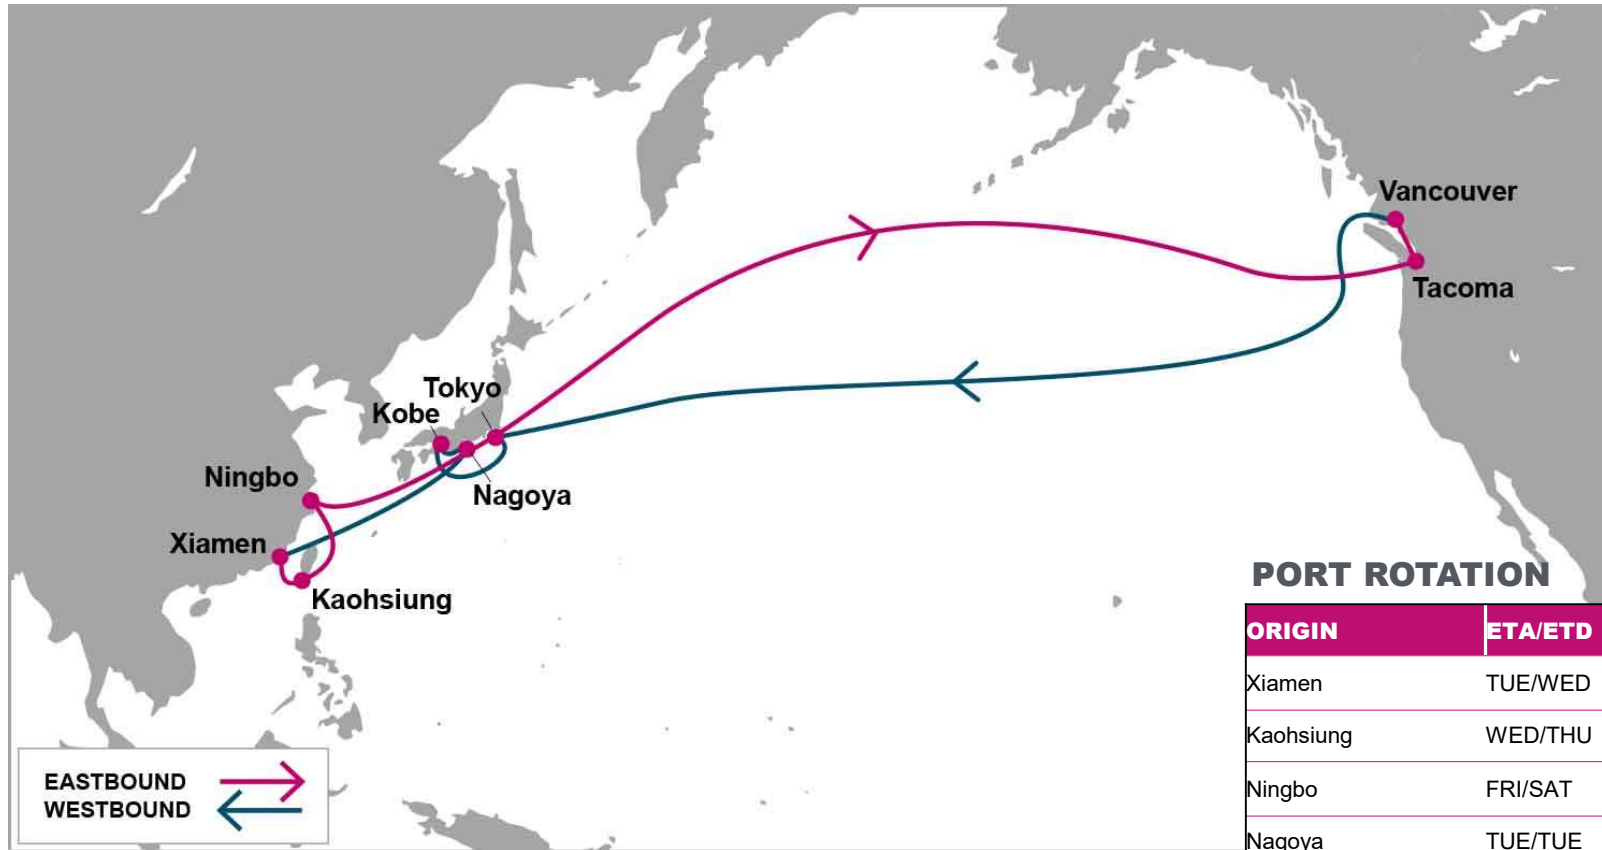 Vancouver
Tacoma
Tokyo
Kobe
Ningbo
Nagoya
Xiamen
Kaohsiung
PORT ROTATION
ORIGIN ETA/ETD
Xiamen TUE/WED
Kaohsiung WED/THU
Ningbo FRI/SAT
Nagoya TUE/TUE
EASTBOUND
WESTBOUND